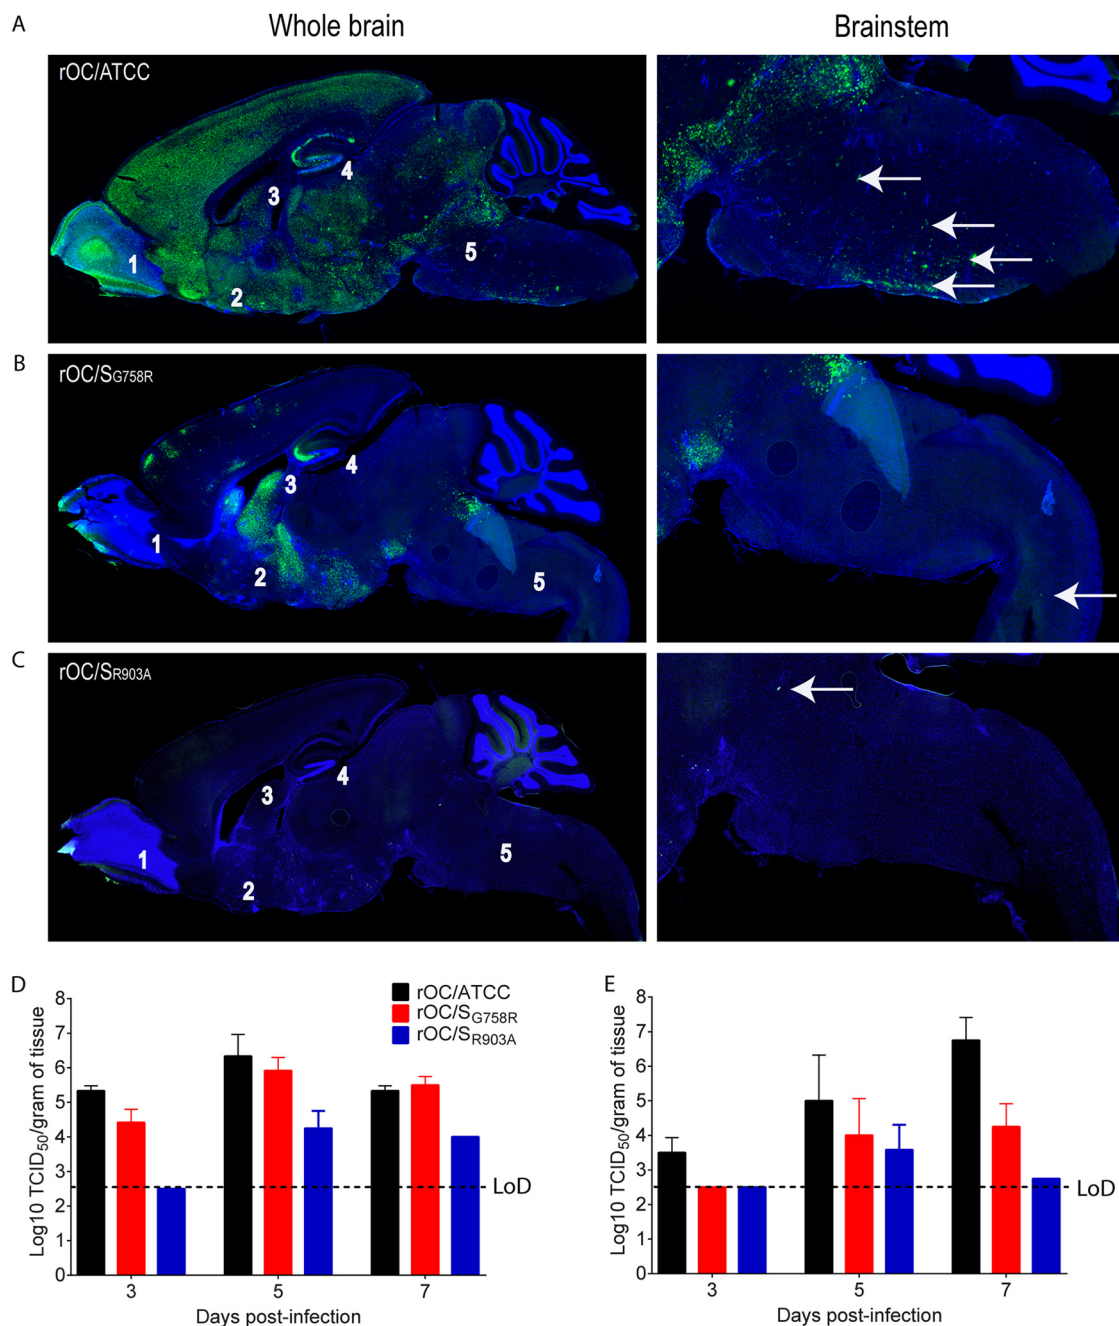 A
Whole brain
Brainstem
rOC/ATCC
1
2
3
4
5
B
rOC/SG758R
1
2
3
4
5
C
rOC/SR903A
1
2
3
4
5
D
rOC/ATCC
rOC/SG758R
rOC/SR903A
Log10 TCID50/gram of tissue
8
7
6
5
4
3
2
1
0
LoD
3 5 7
Days post-infection
E
Log10 TCID50/gram of tissue
8
7
6
5
4
3
2
1
0
LoD
3 5 7
Days post-infection